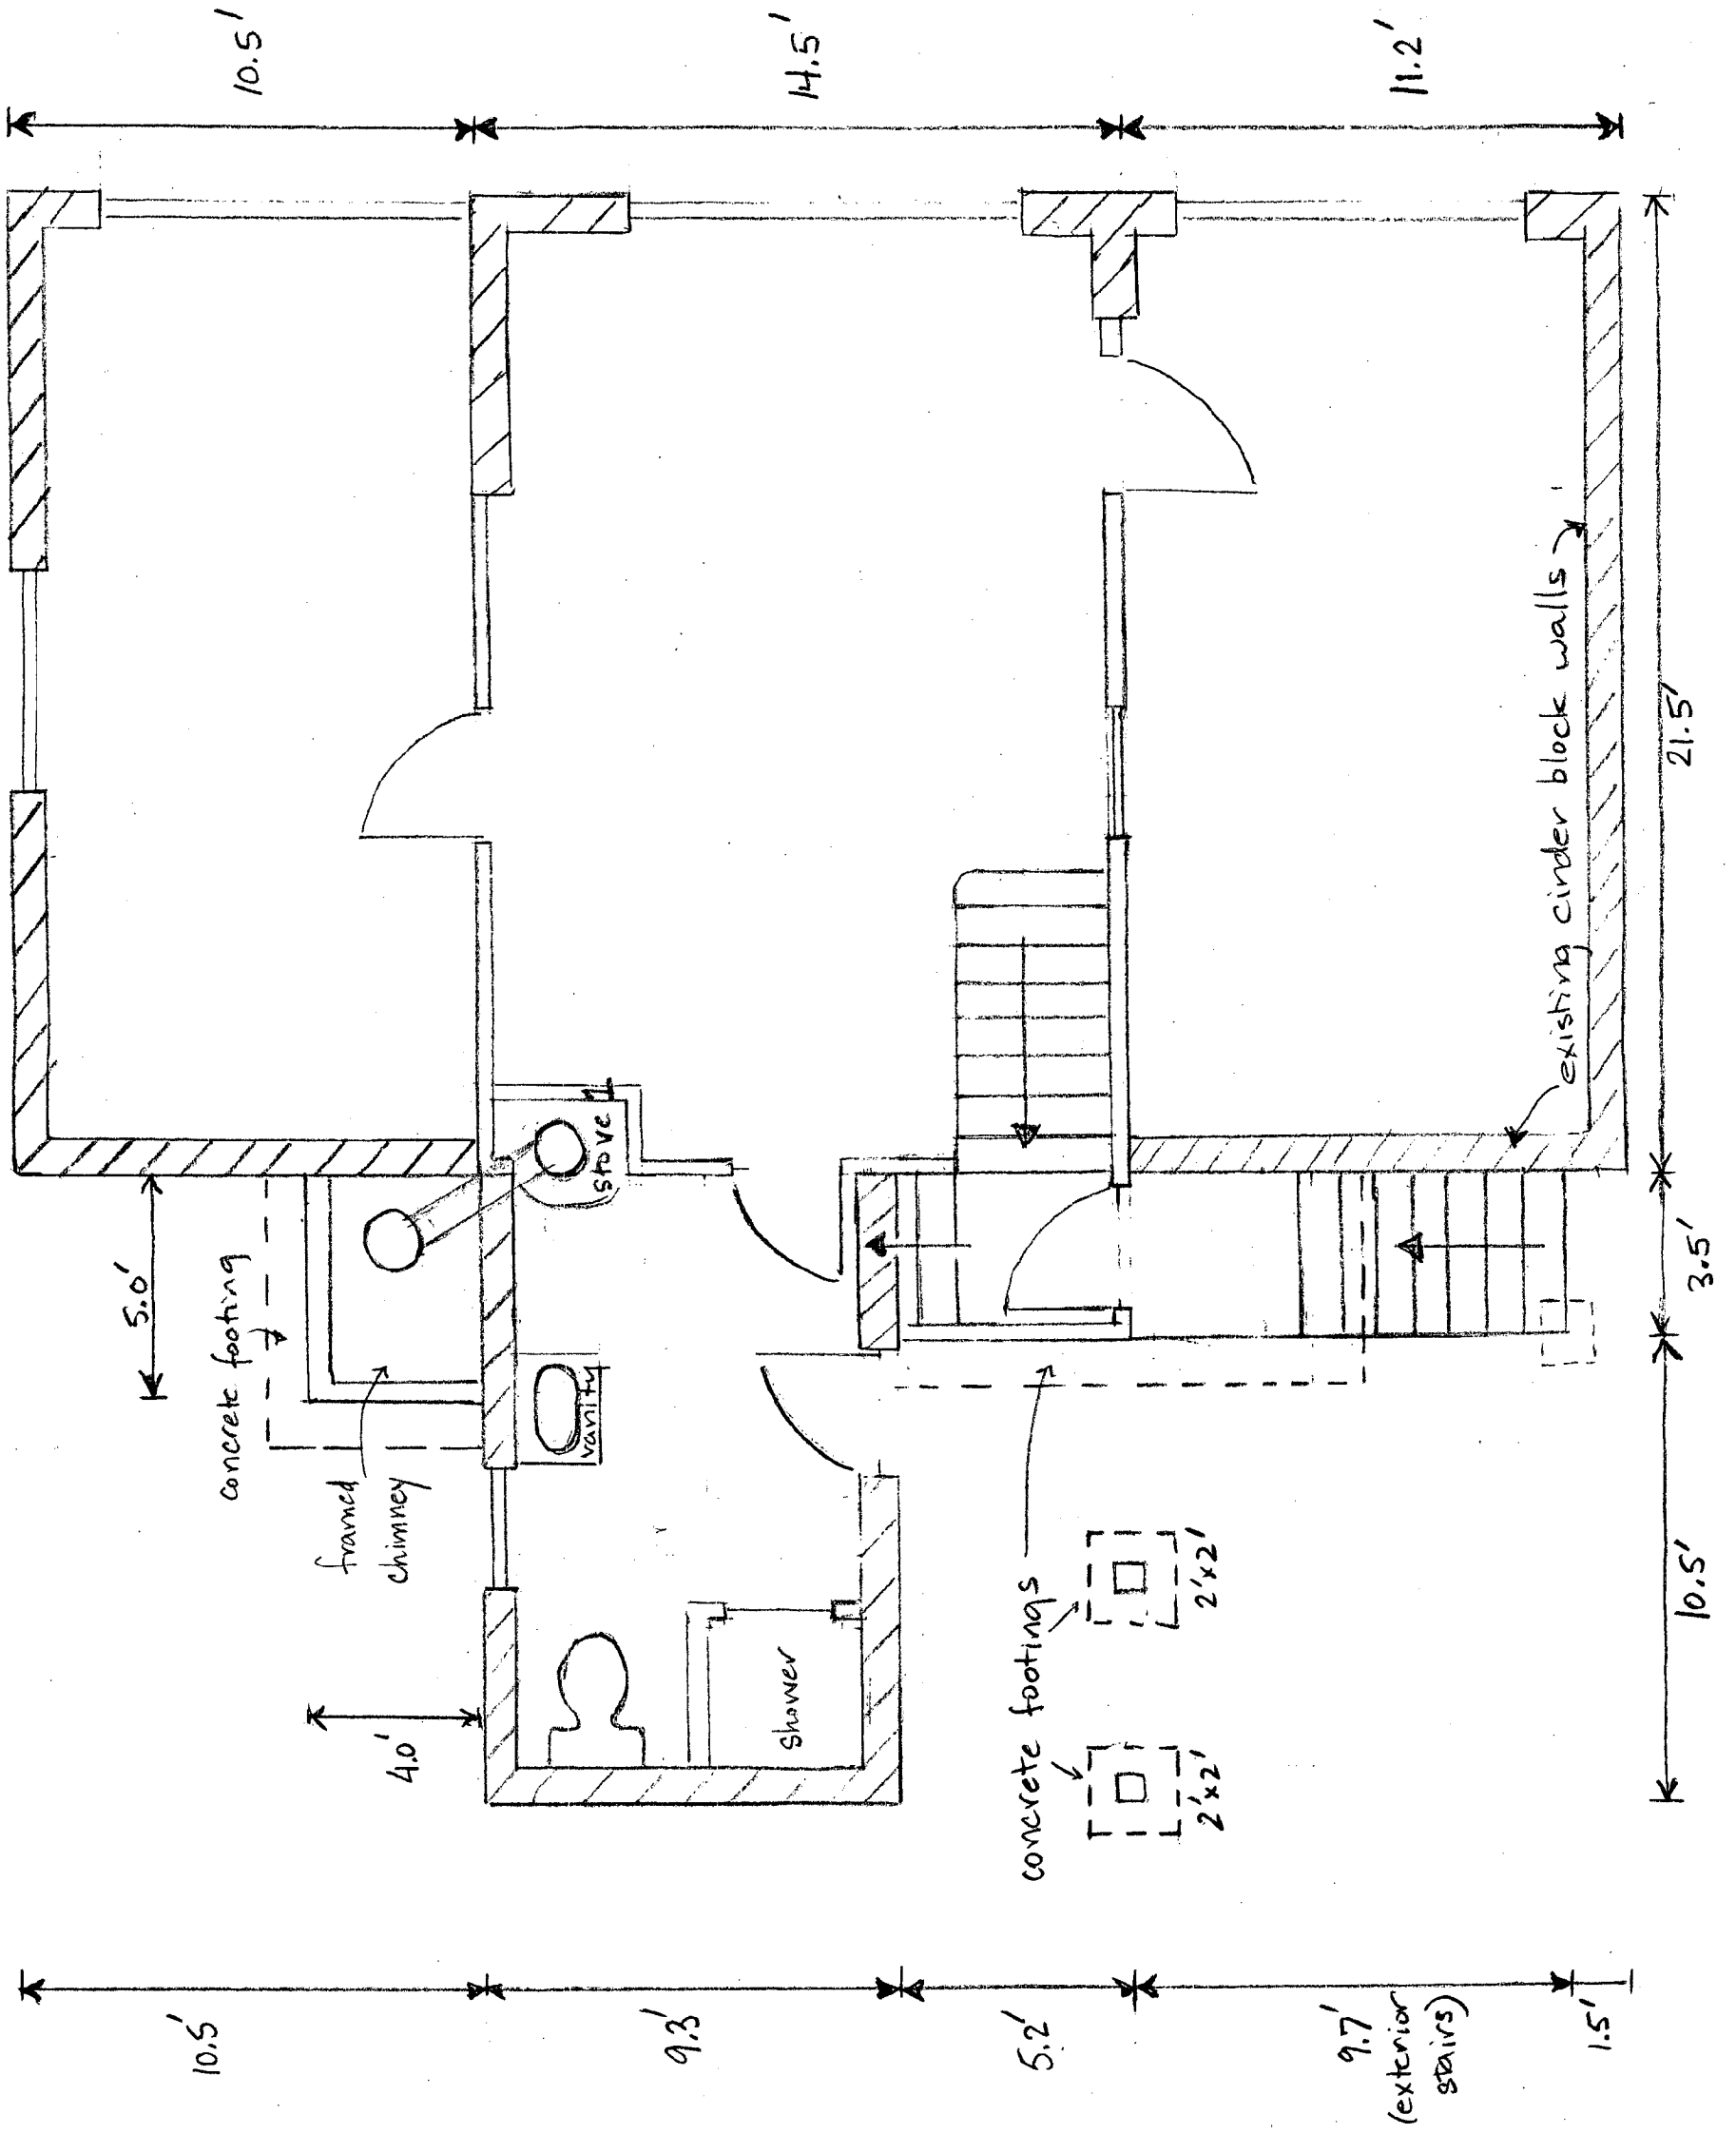 10.5'
14.5'
11.2'
5.0'
concrete footing
framed
chimney
stove
vanity
4.0'
shower
existing cinder block walls
21.5'
3.5'
10.5'
concrete footings
2'x2'
2'x2'
10.5'
9.3'
5.2'
9.7'
(exterior
stairs)
1.5'